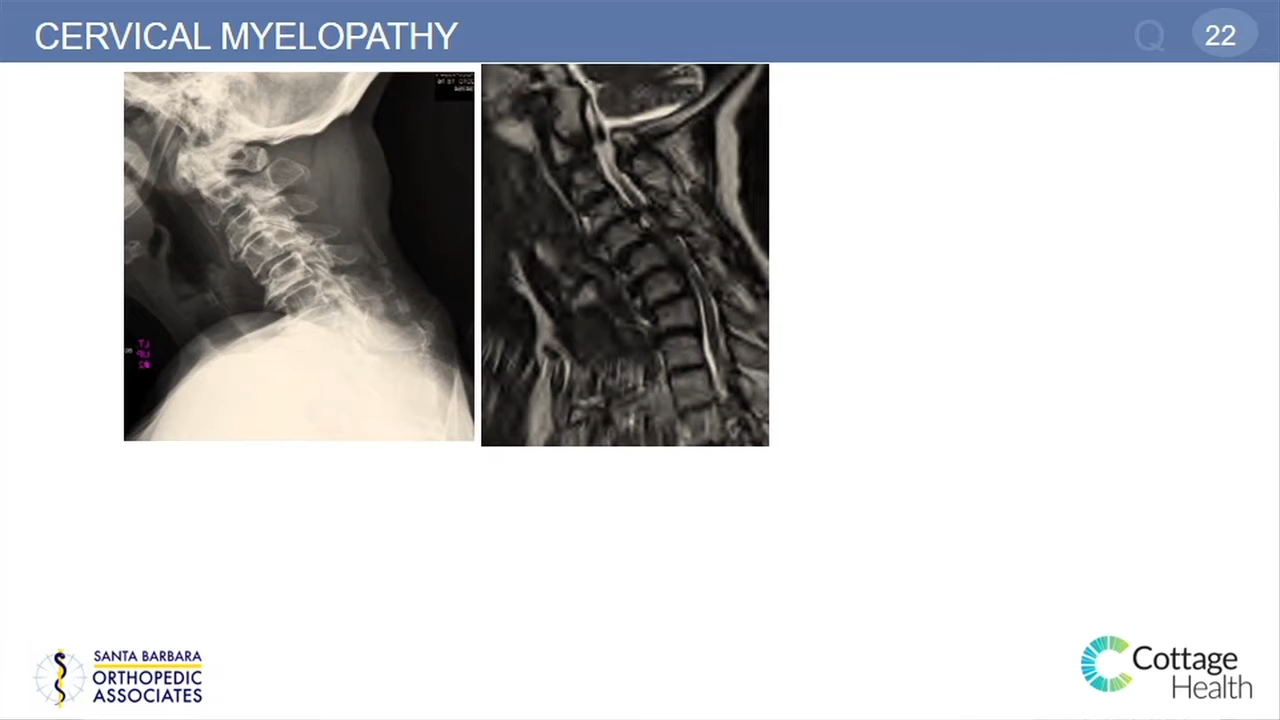 CERVICAL MYELOPATHY
Q
22
SANTA BARBARA
ORTHOPEDIC
ASSOCIATES
Cottage
Health